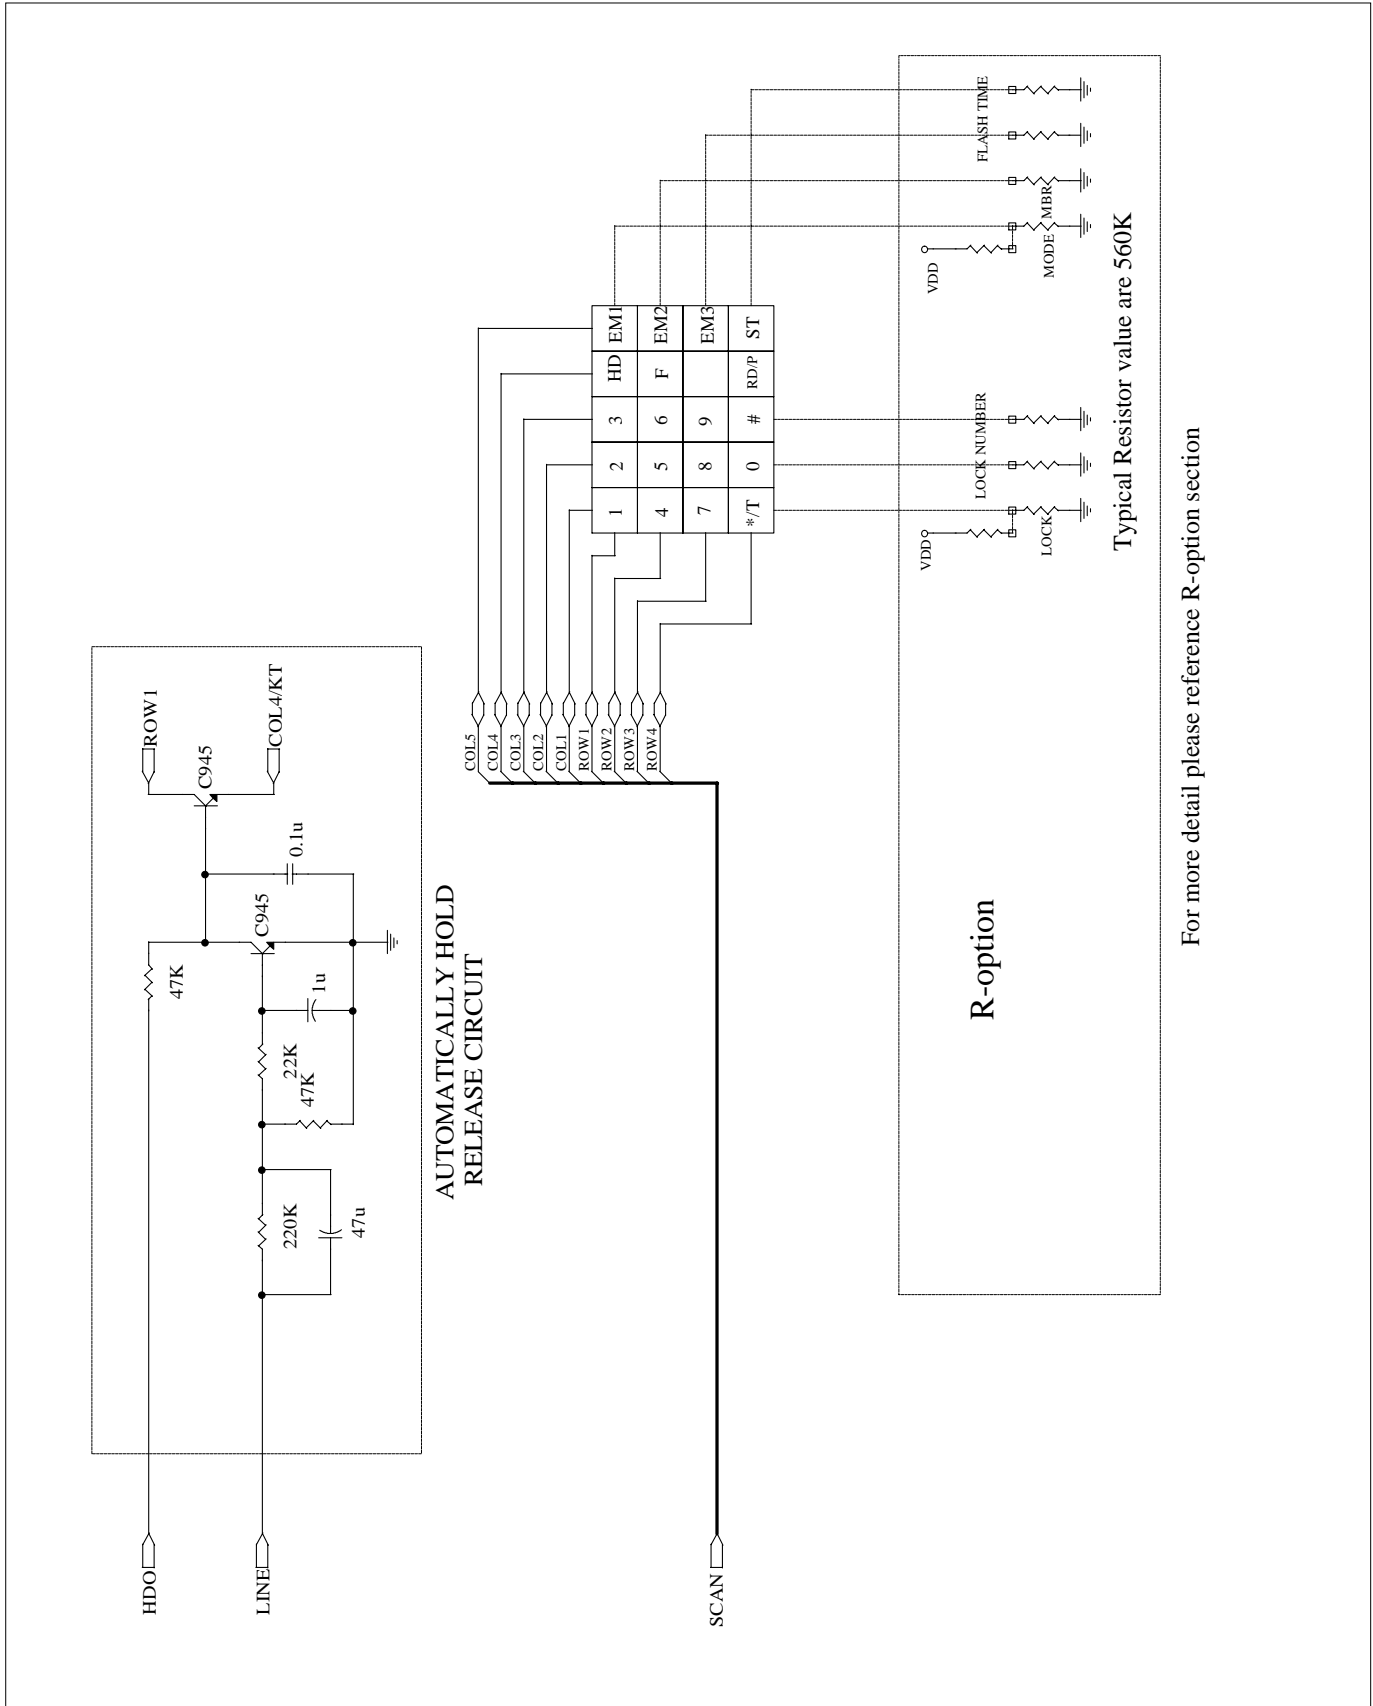 HDO
LINE
47K
220K
47u
22K
47K
1u
C945
0.1u
C945
ROW1
COL4/KT
AUTOMATICALLY HOLD
RELEASE CIRCUIT
SCAN
COL5
COL4
COL3
COL2
COL1
ROW1
ROW2
ROW3
ROW4
1 2 3 HD EM1
4 5 6 F EM2
7 8 9 EM3
*/T 0 # RD/P ST
R-option
VDD
LOCK
LOCK NUMBER
VDD
MODE
MBR
FLASH TIME
Typical Resistor value are 560K
For more detail please reference R-option section